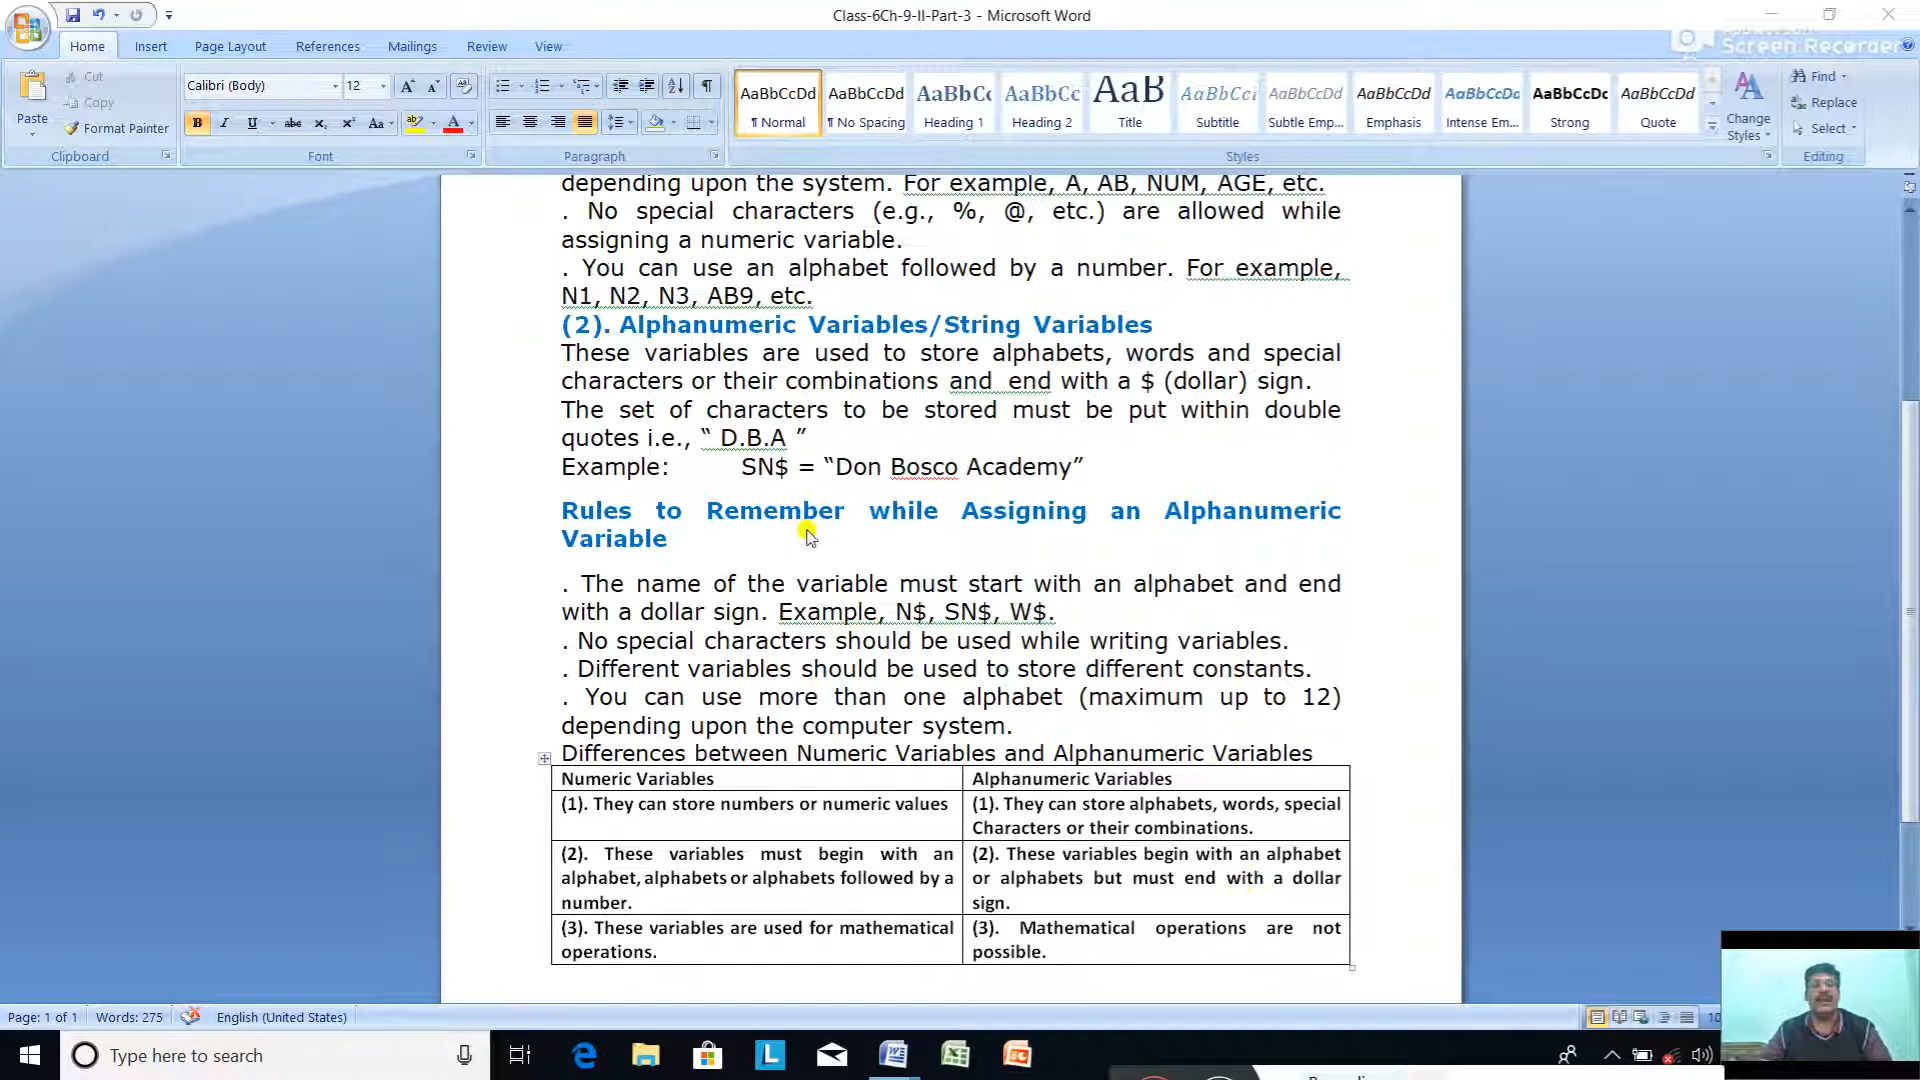 Class-6Ch-9-II-Part-3 - Microsoft Word
Screen Recorder
Home Insert Page Layout References Mailings Review View
Paste
Cut
Copy
Format Painter
Clipboard
Calibri (Body) 12
Font
Paragraph
AaBbCcDd AaBbCcDd AaBbCc AaBbCc AaB AaBbCci AaBbCcDd AaBbCcDd AaBbCcDd AaBbCcDc AaBbCcDd
¶ Normal ¶ No Spacing Heading 1 Heading 2 Title Subtitle Subtle Emp... Emphasis Intense Em... Strong Quote
Change
Styles
Styles
Find
Replace
Select
Editing
depending upon the system. For example, A, AB, NUM, AGE, etc.
. No special characters (e.g., %, @, etc.) are allowed while
assigning a numeric variable.
. You can use an alphabet followed by a number. For example,
N1, N2, N3, AB9, etc.
(2). Alphanumeric Variables/String Variables
These variables are used to store alphabets, words and special
characters or their combinations and end with a $ (dollar) sign.
The set of characters to be stored must be put within double
quotes i.e., “ D.B.A ”
Example: SN$ = “Don Bosco Academy”
Rules to Remember while Assigning an Alphanumeric
Variable
. The name of the variable must start with an alphabet and end
with a dollar sign. Example, N$, SN$, W$.
. No special characters should be used while writing variables.
. Different variables should be used to store different constants.
. You can use more than one alphabet (maximum up to 12)
depending upon the computer system.
Differences between Numeric Variables and Alphanumeric Variables
Numeric Variables
Alphanumeric Variables
(1). They can store numbers or numeric values
(1). They can store alphabets, words, special
Characters or their combinations.
(2). These variables must begin with an
alphabet, alphabets or alphabets followed by a
number.
(2). These variables begin with an alphabet
or alphabets but must end with a dollar
sign.
(3). These variables are used for mathematical
operations.
(3). Mathematical operations are not
possible.
Page: 1 of 1 Words: 275 English (United States)
Type here to search